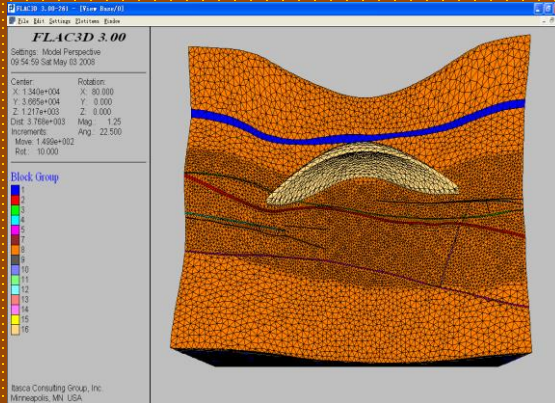 FLAC3D 3.00-261 - [View Base/0]
File Edit Settings Plotitems Window
FLAC3D 3.00
Settings: Model Perspective
09:54:59 Sat May 03 2008
Center: Rotation:
X: 1.340e+004 X: 80.000
Y: 3.665e+004 Y: 0.000
Z: 1.217e+003 Z: 0.000
Dist: 3.768e+003 Mag.: 1.25
Increments: Ang.: 22.500
Move: 1.499e+002
Rot.: 10.000
Block Group
1
2
3
4
5
7
8
9
10
11
12
13
14
15
16
Itasca Consulting Group, Inc.
Minneapolis, MN USA